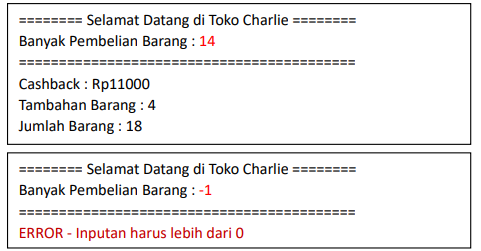 ======== Selamat Datang di Toko Charlie ========
Banyak Pembelian Barang : 14
==========================================
Cashback : Rp11000
Tambahan Barang : 4
Jumlah Barang : 18
======== Selamat Datang di Toko Charlie ========
Banyak Pembelian Barang : -1
==========================================
ERROR - Inputan harus lebih dari 0